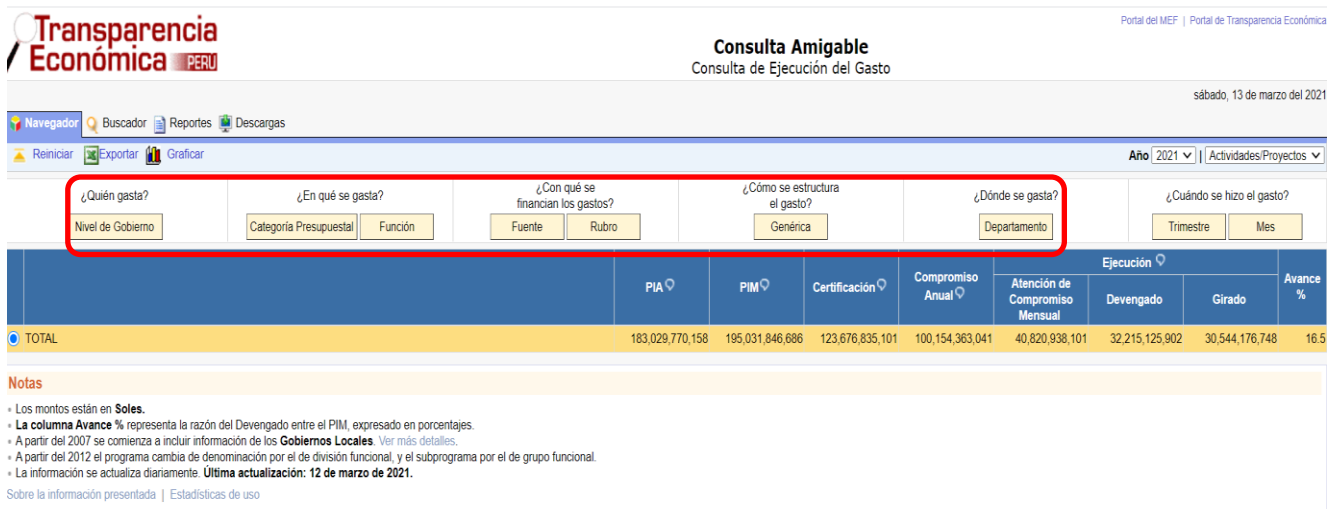 Transparencia
Económica PERU
Portal del MEF | Portal de Transparencia Económica
Consulta Amigable
Consulta de Ejecución del Gasto
sábado, 13 de marzo del 2021
Navegador Buscador Reportes Descargas
Reiniciar Exportar Graficar Año 2021 | Actividades/Proyectos
¿Quién gasta? ¿En qué se gasta? ¿Con qué se financian los gastos? ¿Cómo se estructura el gasto? ¿Dónde se gasta? ¿Cuándo se hizo el gasto?
Nivel de Gobierno Categoría Presupuestal Función Fuente Rubro Genérica Departamento Trimestre Mes
PIA PIM Certificación Compromiso Anual Ejecución Avance %
Atención de Compromiso Mensual Devengado Girado
TOTAL 183,029,770,158 195,031,846,686 123,676,835,101 100,154,363,041 40,820,938,101 32,215,125,902 30,544,176,748 16.5
Notas
Los montos están en Soles.
La columna Avance % representa la razón del Devengado entre el PIM, expresado en porcentajes.
A partir del 2007 se comienza a incluir información de los Gobiernos Locales. Ver más detalles.
A partir del 2012 el programa cambia de denominación por el de división funcional, y el subprograma por el de grupo funcional.
La información se actualiza diariamente. Última actualización: 12 de marzo de 2021.
Sobre la información presentada | Estadísticas de uso